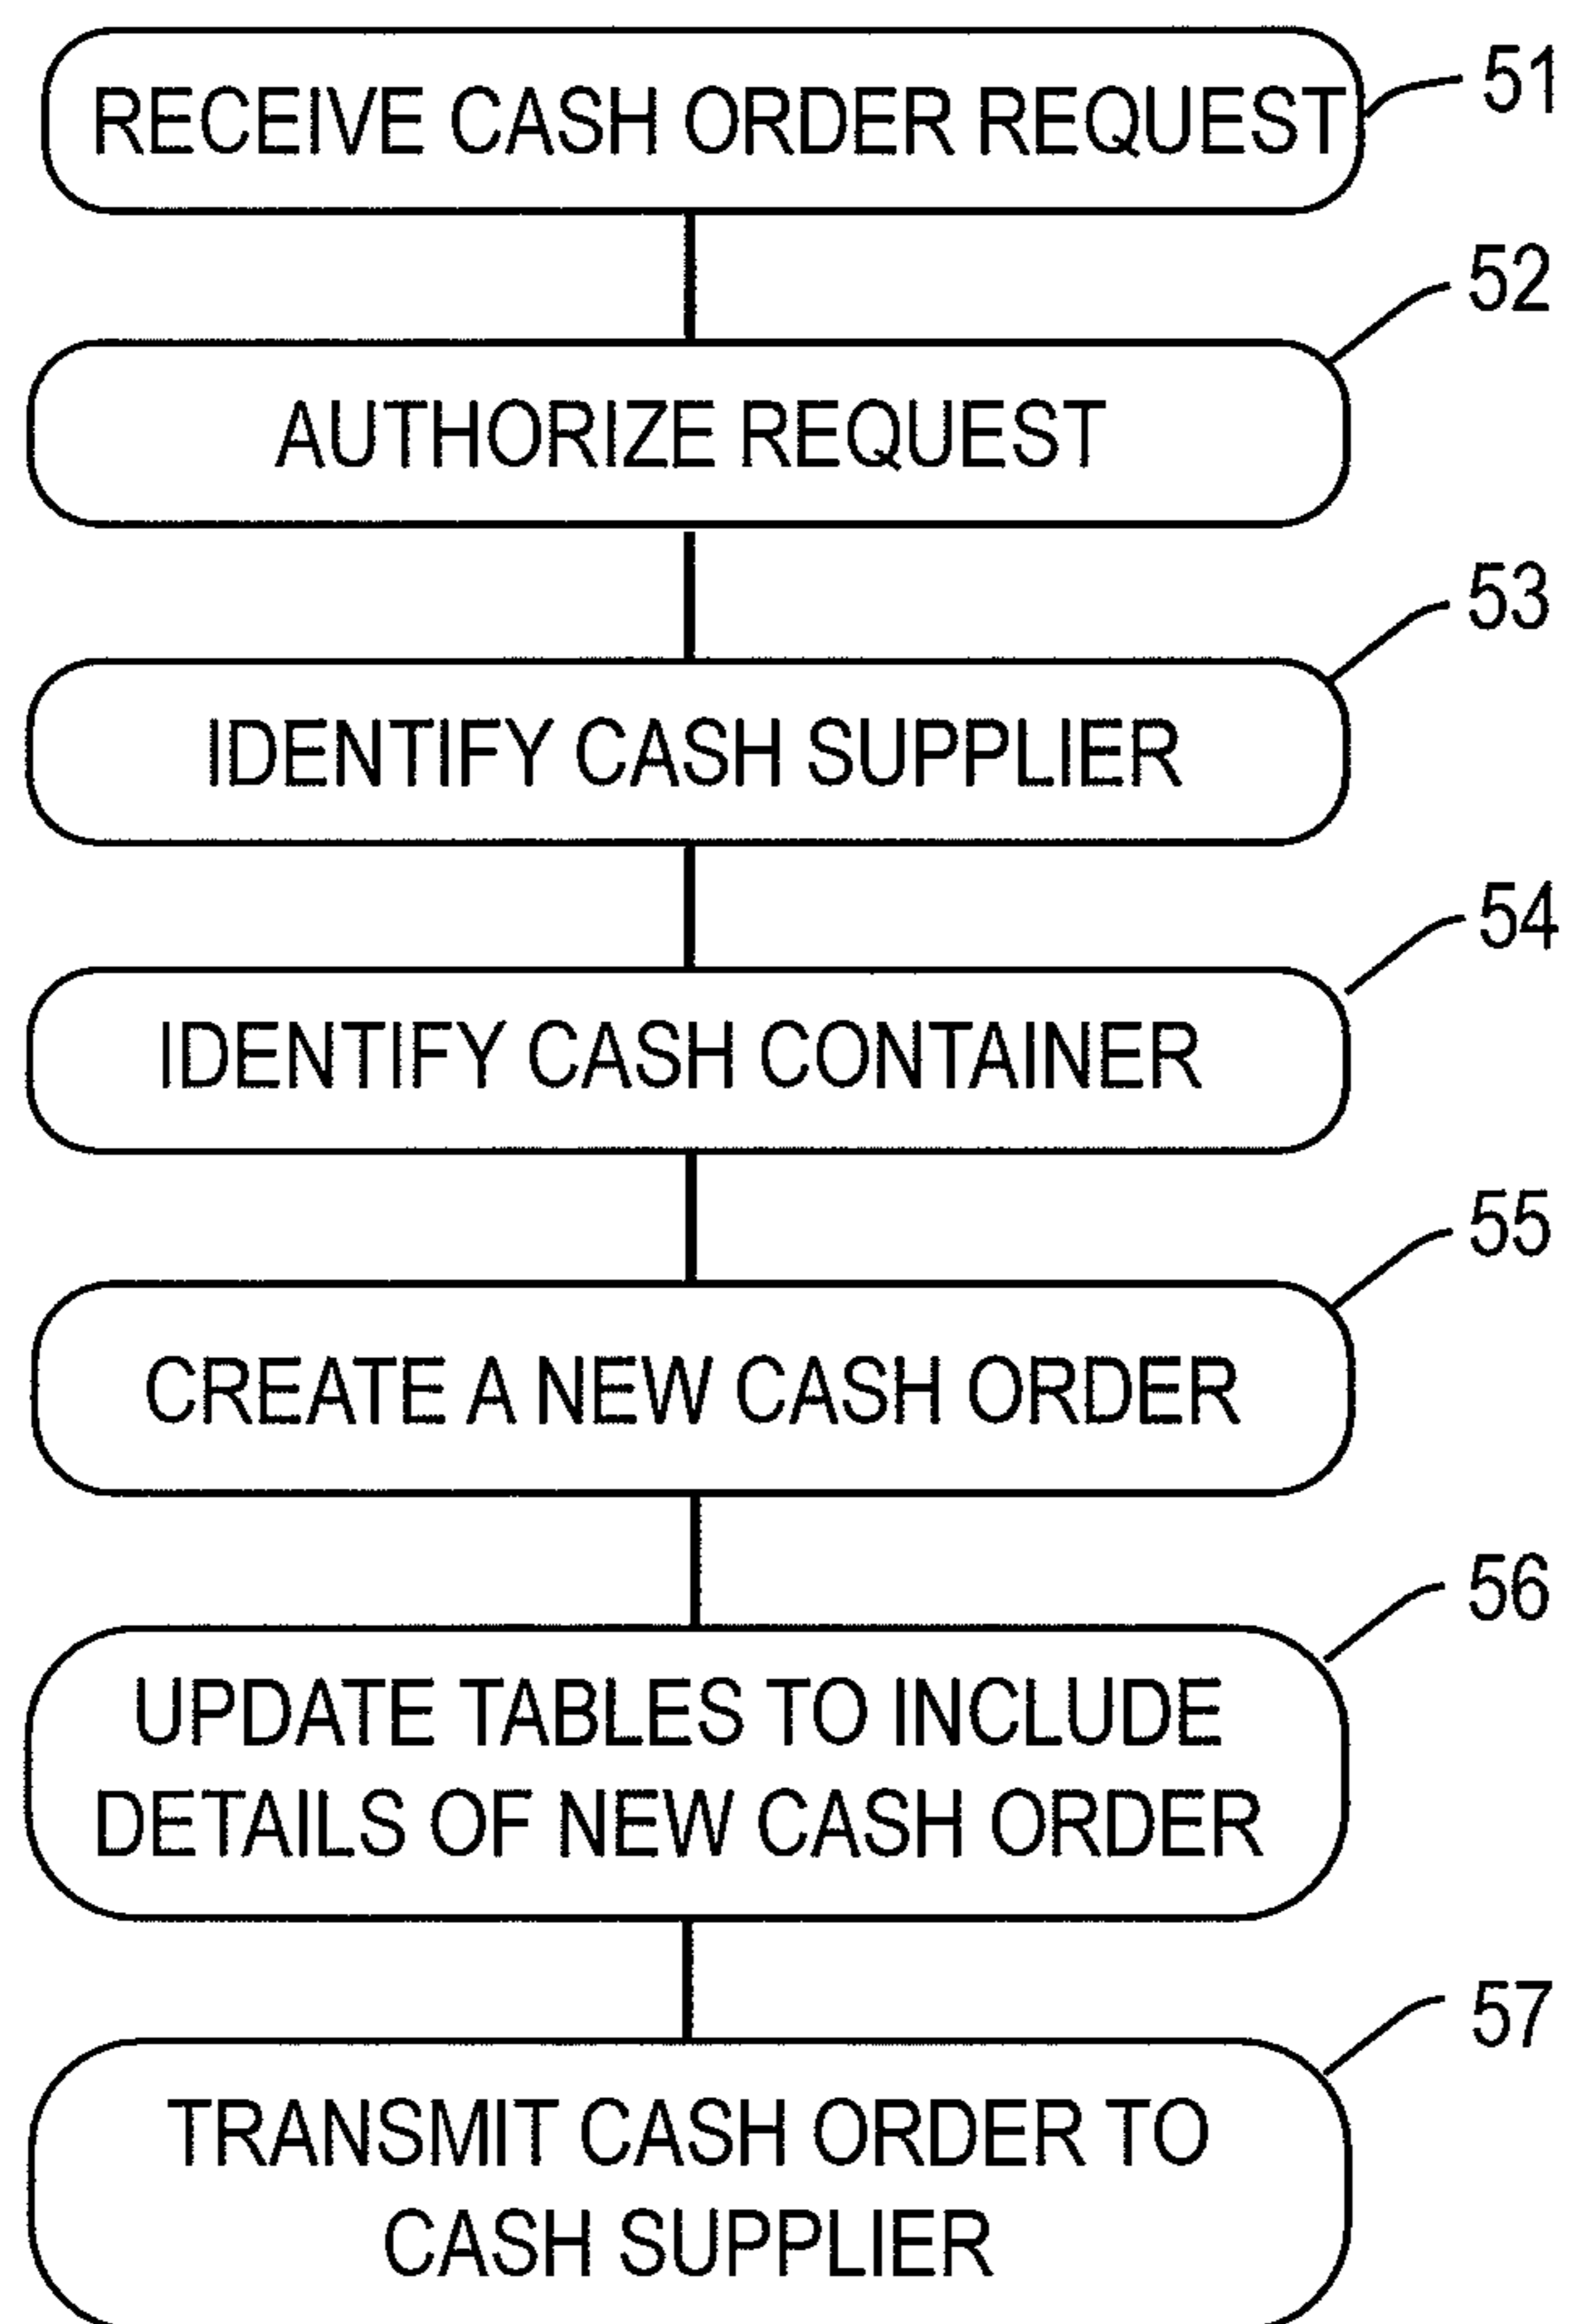 RECEIVE CASH ORDER REQUEST 51
52
AUTHORIZE REQUEST
53
IDENTIFY CASH SUPPLIER
54
IDENTIFY CASH CONTAINER
55
CREATE A NEW CASH ORDER
56
UPDATE TABLES TO INCLUDE
DETAILS OF NEW CASH ORDER
57
TRANSMIT CASH ORDER TO
CASH SUPPLIER